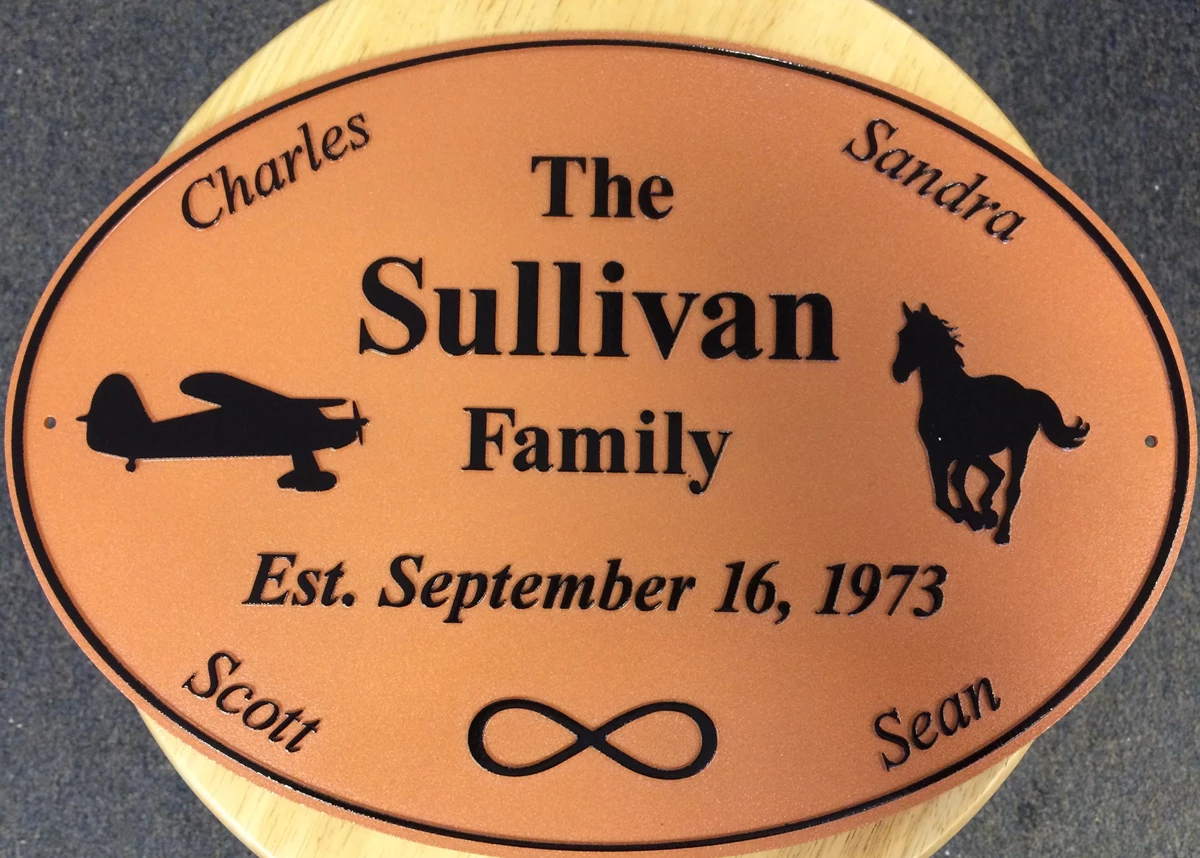 Charles
Sandra
The
Sullivan
Family
Est. September 16, 1973
Scott
Sean